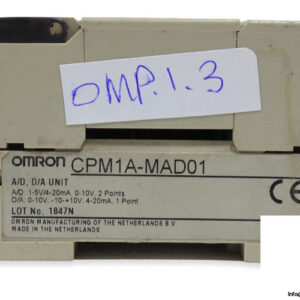 OMP.1.3
OMRON CPM1A-MAD01
A/D, D/A UNIT
A/D: 1-5V/4-20mA, 0-10V, 2 Points
D/A: 0-10V, -10-+10V, 4-20mA, 1 Point
LOT No. 1847N
OMRON MANUFACTURING OF THE NETHERLANDS B.V.
MADE IN THE NETHERLANDS
CE